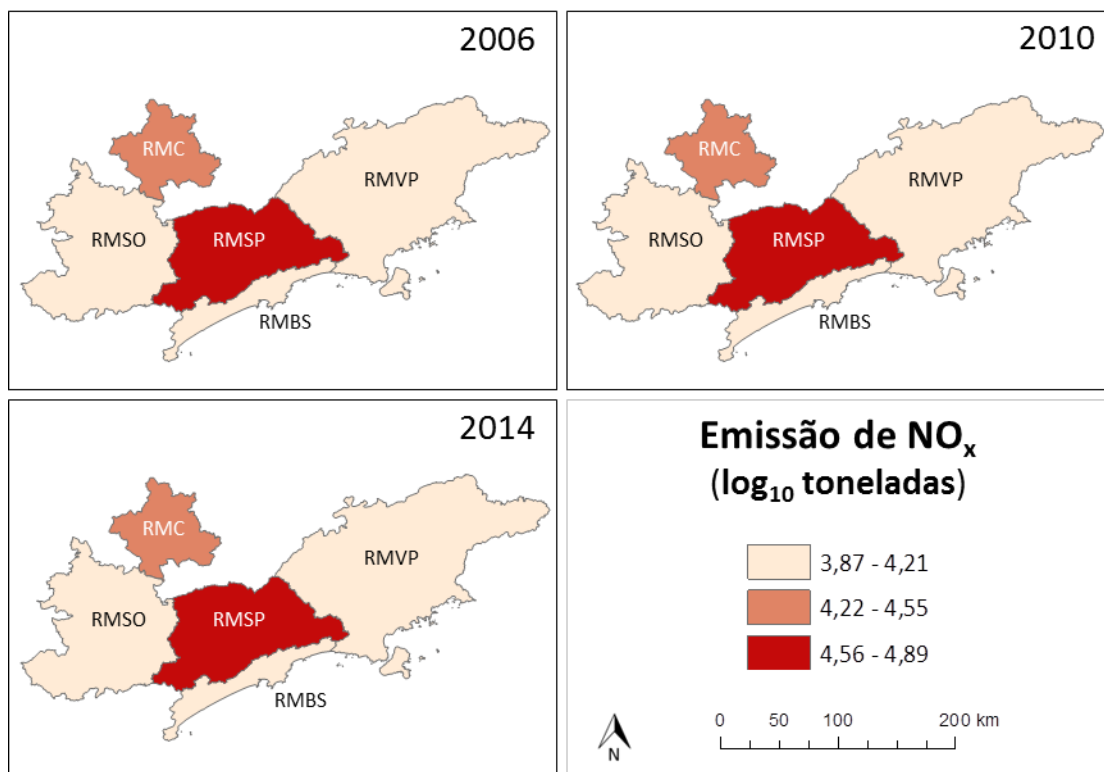 2006
RMC
RMVP
RMSO
RMSP
RMBS
2010
RMC
RMVP
RMSO
RMSP
RMBS
2014
RMC
RMVP
RMSO
RMSP
RMBS
Emissão de NOₓ
(log₁₀ toneladas)
3,87 - 4,21
4,22 - 4,55
4,56 - 4,89
0 50 100 200 km
N